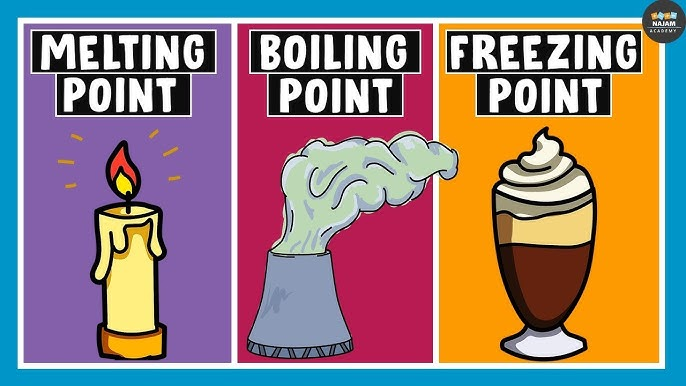 MELTING
POINT
BOILING
POINT
FREEZING
POINT
NAJAM
ACADEMY